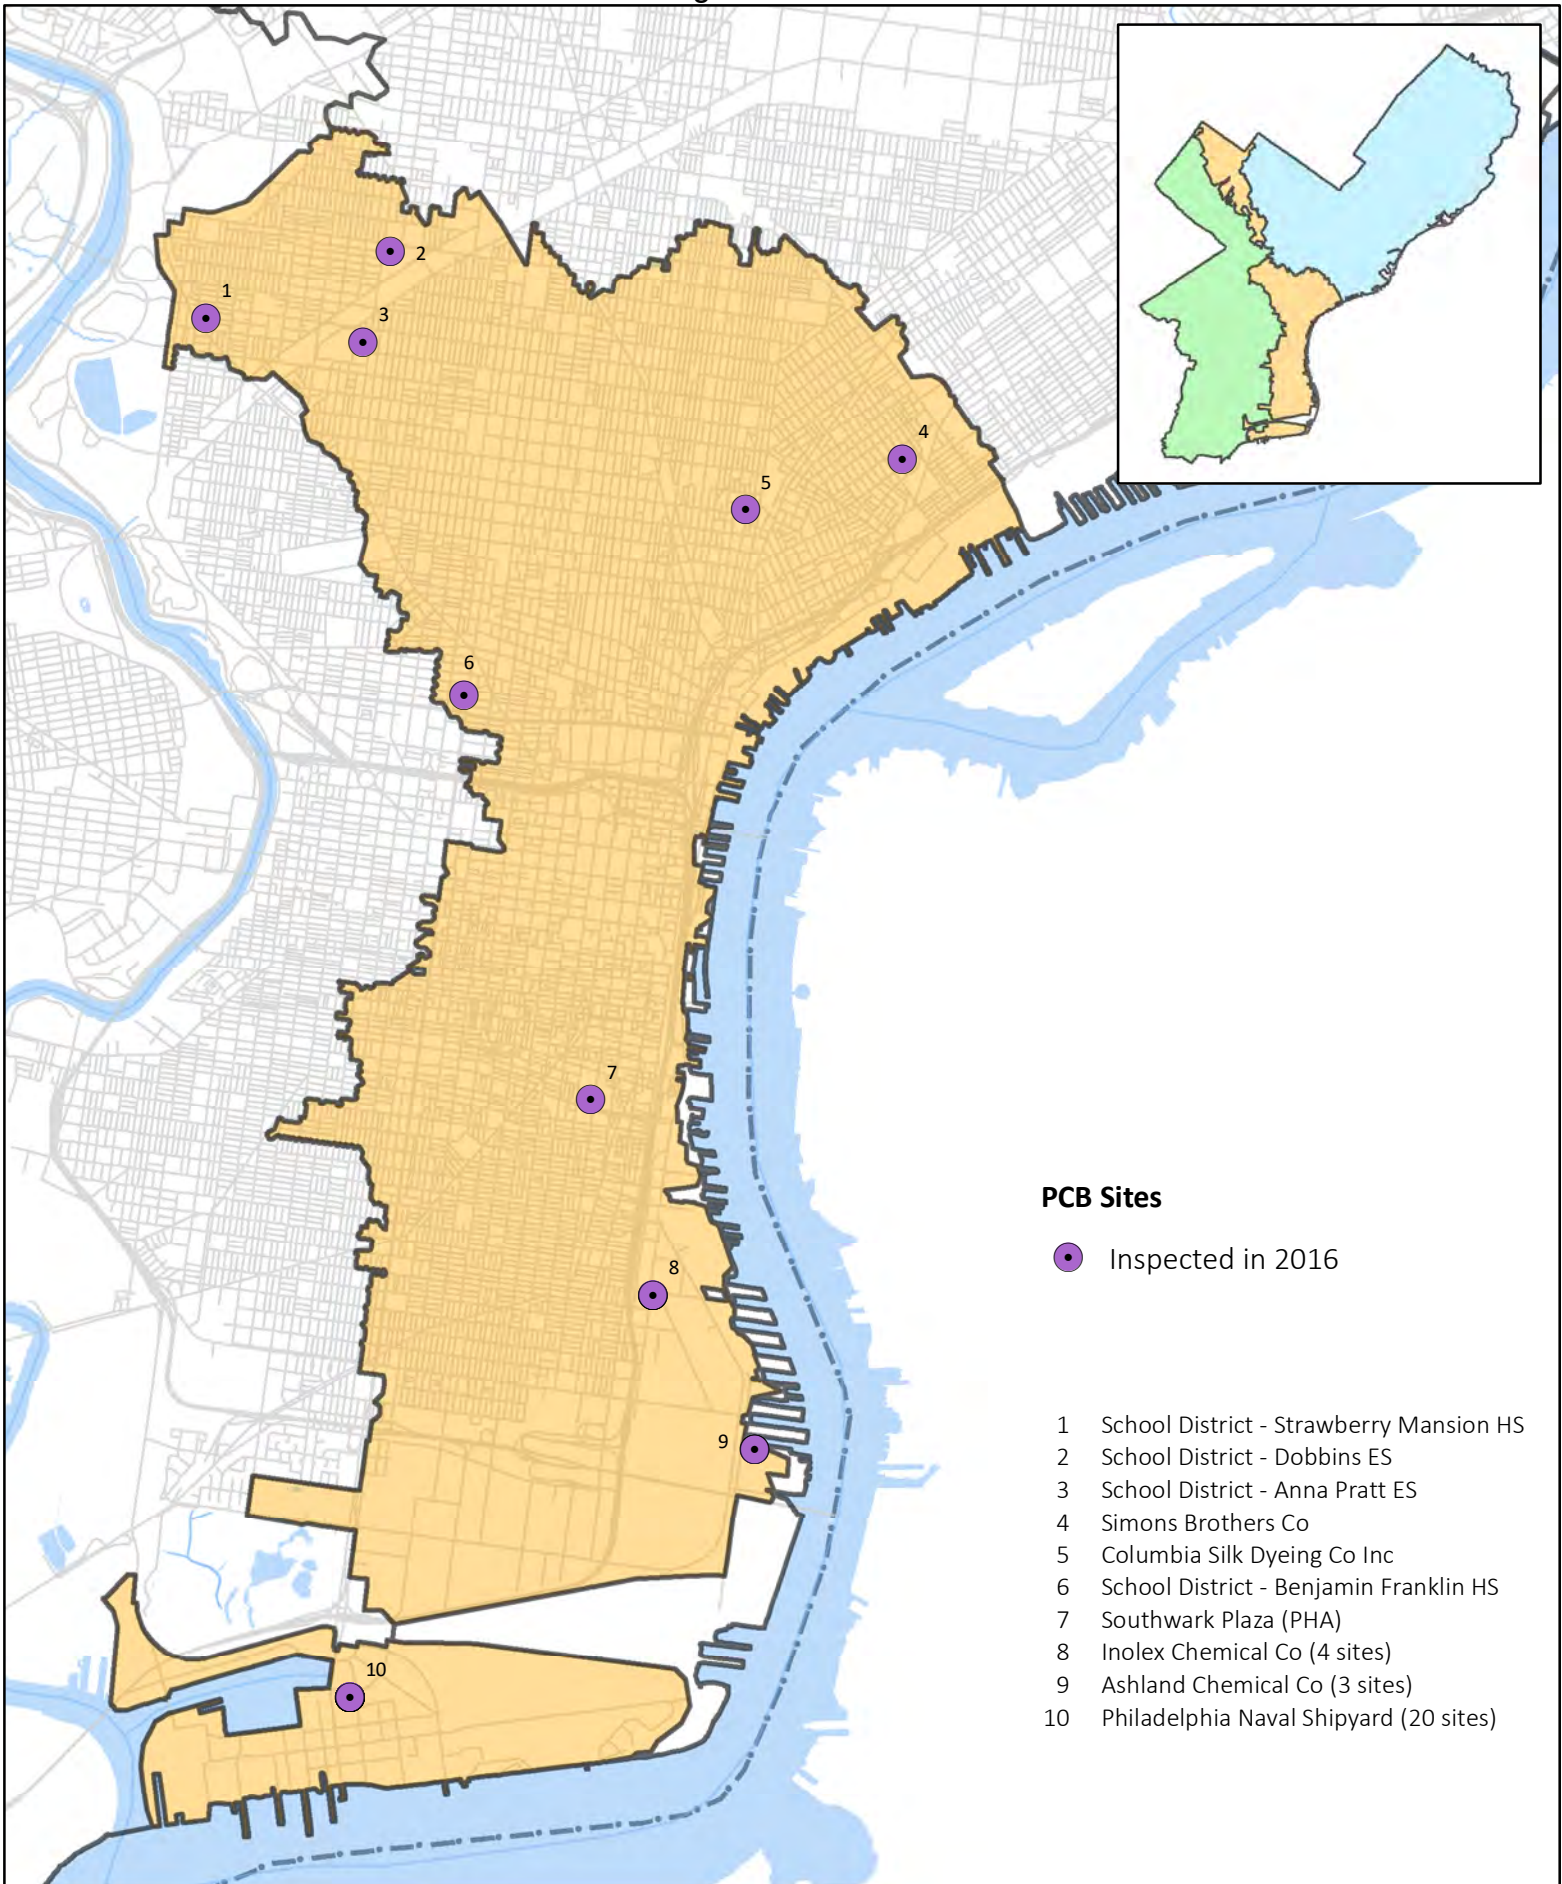 2
1
3
4
5
6
7
8
9
10
PCB Sites
Inspected in 2016
1 School District - Strawberry Mansion HS
2 School District - Dobbins ES
3 School District - Anna Pratt ES
4 Simons Brothers Co
5 Columbia Silk Dyeing Co Inc
6 School District - Benjamin Franklin HS
7 Southwark Plaza (PHA)
8 Inolex Chemical Co (4 sites)
9 Ashland Chemical Co (3 sites)
10 Philadelphia Naval Shipyard (20 sites)